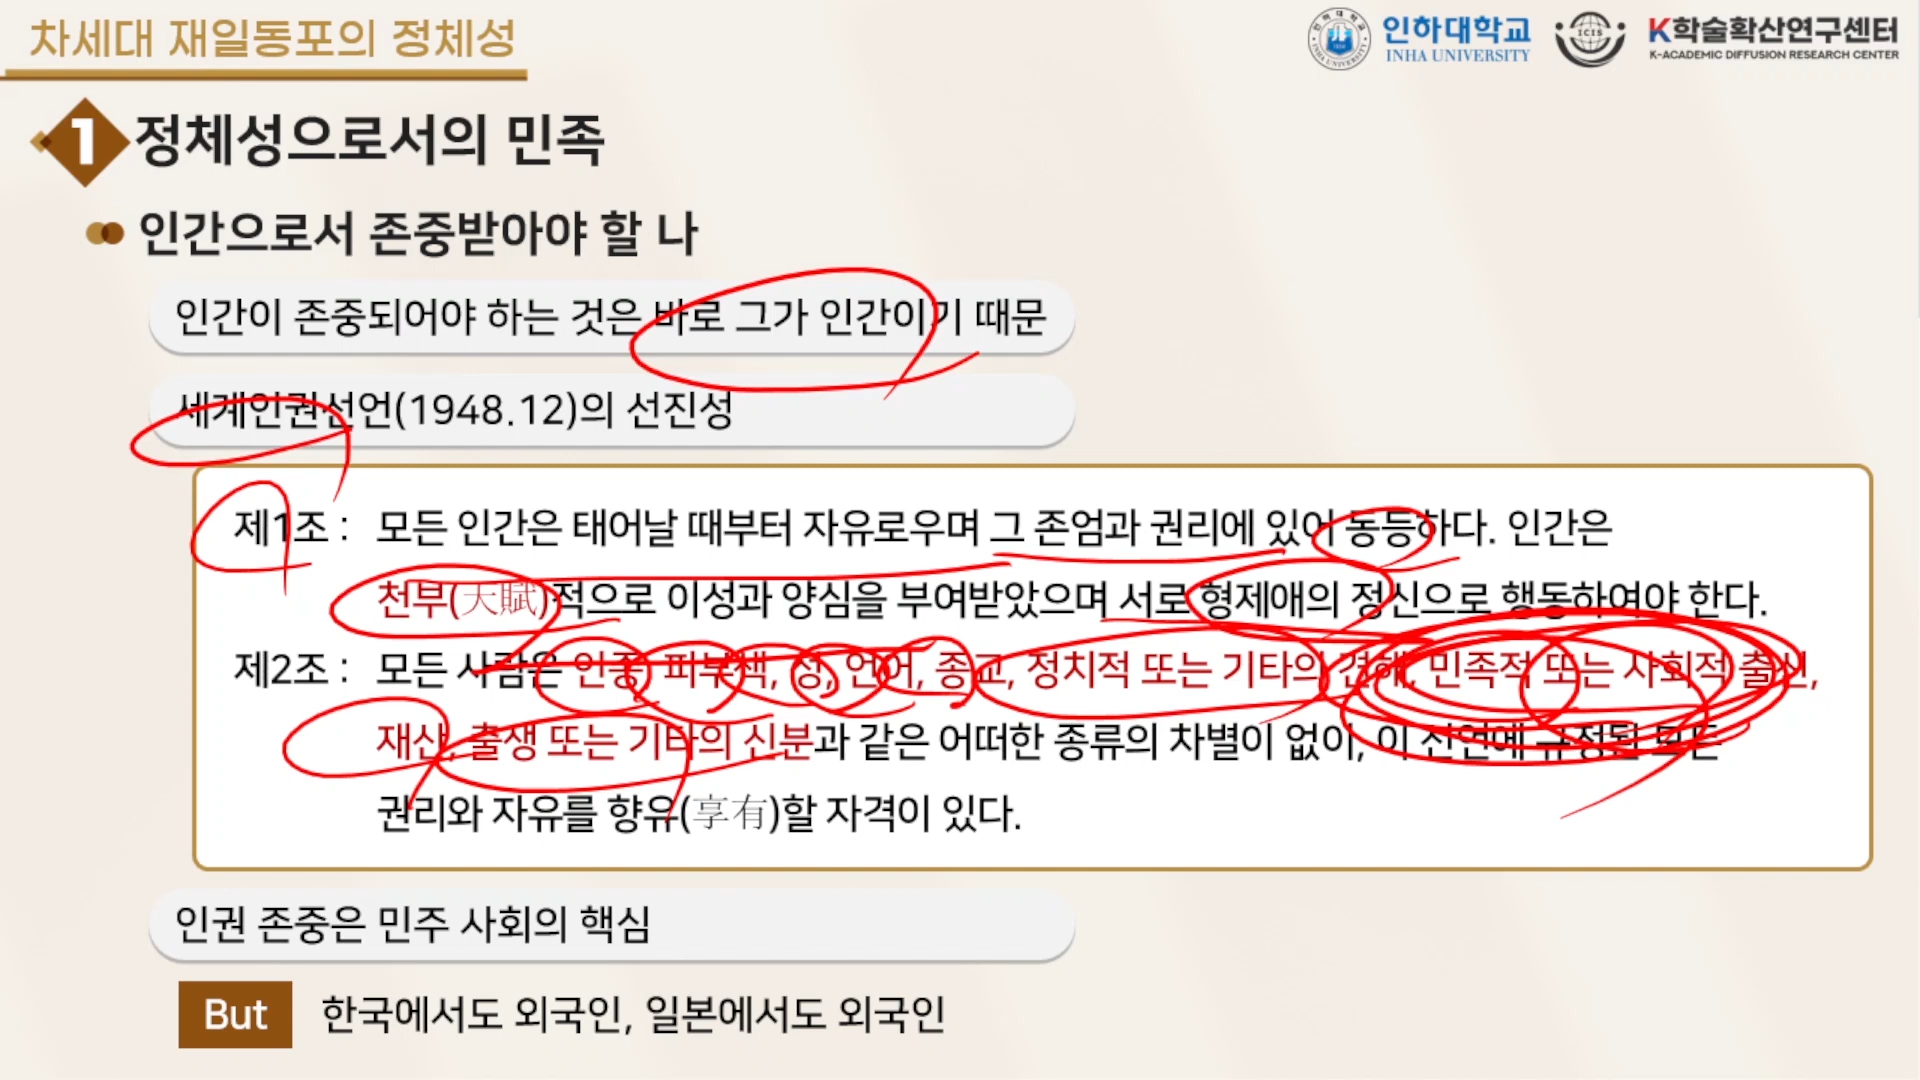 차세대 재일동포의 정체성
인하대학교
INHA UNIVERSITY
ICIS
K학술확산연구센터
K-ACADEMIC DIFFUSION RESEARCH CENTER
1 정체성으로서의 민족
인간으로서 존중받아야 할 나
인간이 존중되어야 하는 것은 바로 그가 인간이기 때문
세계인권선언(1948.12)의 선진성
제1조 : 모든 인간은 태어날 때부터 자유로우며 그 존엄과 권리에 있어 동등하다. 인간은
천부(天賦)적으로 이성과 양심을 부여받았으며 서로 형제애의 정신으로 행동하여야 한다.
제2조 : 모든 사람은 인종, 피부색, 성, 언어, 종교, 정치적 또는 기타의 견해, 민족적 또는 사회적 출신,
재산, 출생 또는 기타의 신분과 같은 어떠한 종류의 차별이 없이, 이 선언에 규정된 모든
권리와 자유를 향유(享有)할 자격이 있다.
인권 존중은 민주 사회의 핵심
But 한국에서도 외국인, 일본에서도 외국인